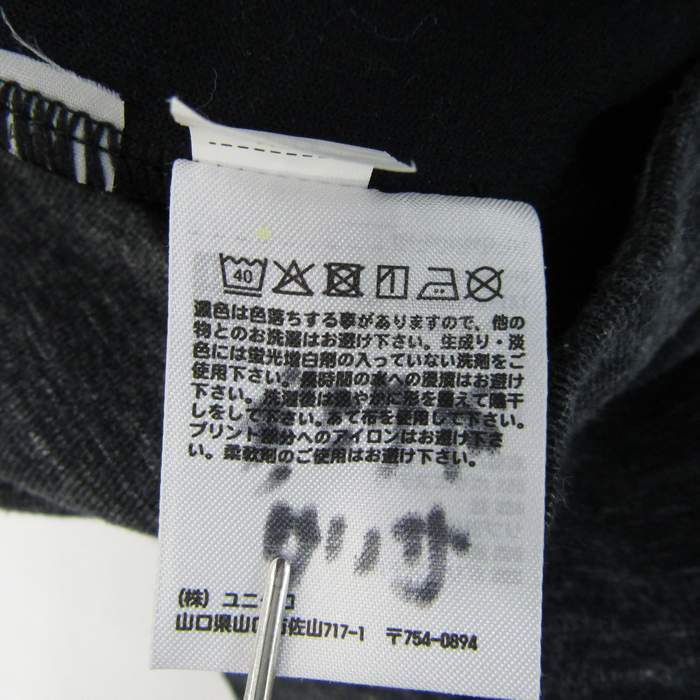 40
濃色は色落ちする事がありますので、他の
物とのお洗濯はお避け下さい。生成り・淡
色には蛍光増白剤の入っていない洗剤をご
使用下さい。長時間の水への浸漬はお避け
下さい。洗濯後は速やかに形を整えて陰干
しをして下さい。あて布を使用して下さい。
プリント部分へのアイロンはお避け下さ
い。柔軟剤のご使用はお避け下さい。
(株) ユニクロ
山口県山口市佐山717-1 〒754-0894